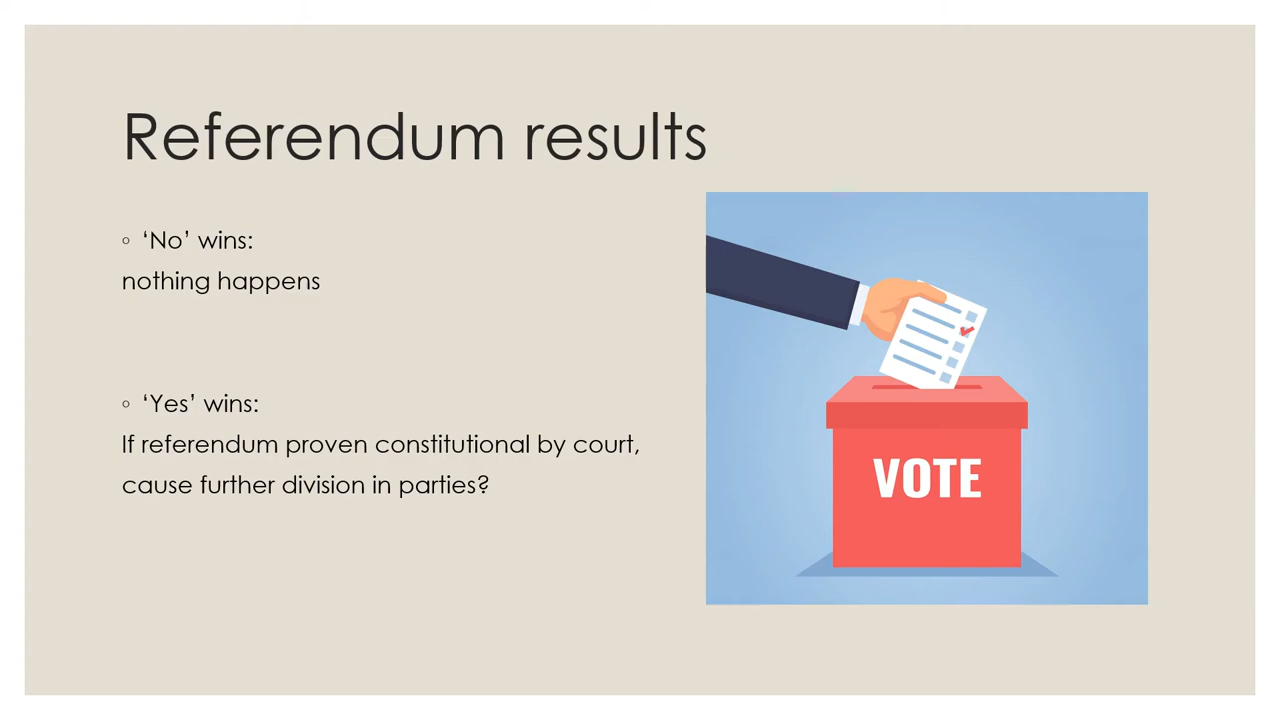 Referendum results
◦ ‘No’ wins:
nothing happens
◦ ‘Yes’ wins:
If referendum proven constitutional by court,
cause further division in parties?
VOTE